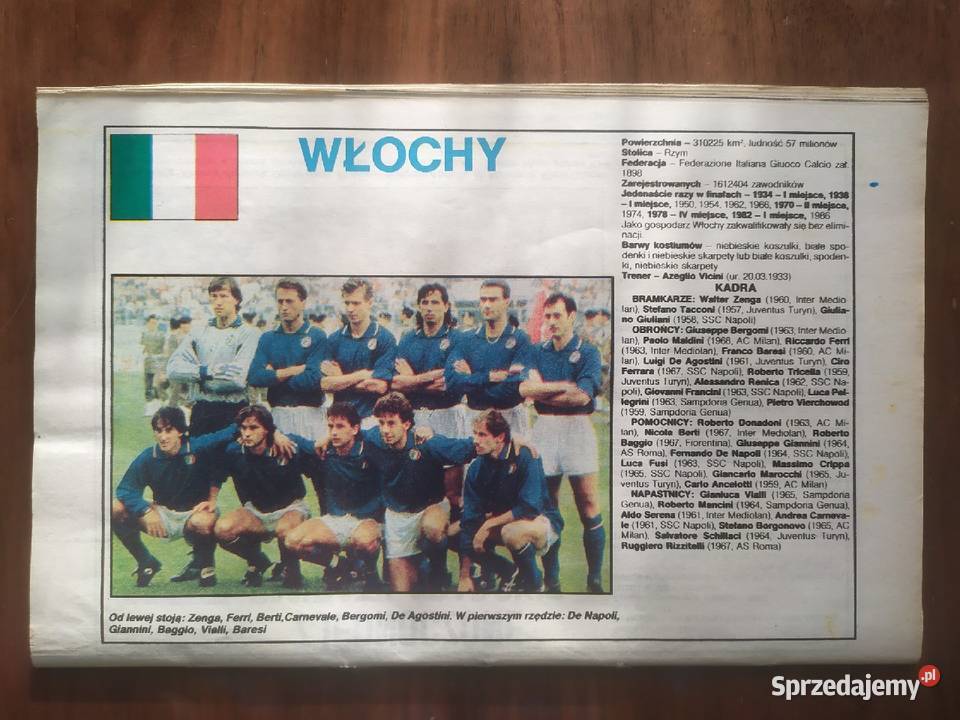 WŁOCHY
Powierzchnia – 310225 km², ludność 57 milionów
Stolica – Rzym
Federacja – Federazione Italiana Giuoco Calcio zał.
1898
Zarejestrowanych – 1612404 zawodników
Jedenaście razy w finałach – 1934 – I miejsce, 1938
– I miejsce, 1950, 1954, 1962, 1966, 1970 – II miejsce,
1974, 1978 – IV miejsce, 1982 – I miejsce, 1986
Jako gospodarz Włochy zakwalifikowały się bez elimi-
nacji.
Barwy kostiumów – niebieskie koszulki, białe spo-
denki i niebieskie skarpety lub białe koszulki, spoden-
ki, niebieskie skarpety
Trener – Azeglio Vicini (ur. 20.03.1933)
KADRA
BRAMKARZE: Walter Zenga (1960, Inter Medio
lan), Stefano Tacconi (1957, Juventus Turyn), Giulia-
no Giuliani (1958, SSC Napoli)
OBROŃCY: Giuseppe Bergomi (1963, Inter Medio
lan), Paolo Maldini (1968, AC Milan), Riccardo Ferri
(1963, Inter Mediolan), Franco Baresi (1960, AC Mi-
lan), Luigi De Agostini (1961, Juventus Turyn), Ciro
Ferrara (1967, SSC Napoli), Roberto Tricella (1959,
Juventus Turyn), Alessandro Renica (1962, SSC Na-
poli), Giovanni Francini (1963, SSC Napoli), Luca Pel-
legrini (1963, Sampdoria Genua), Pietro Vierchowod
(1959, Sampdoria Genua)
POMOCNICY: Roberto Donadoni (1963, AC Mi-
lan), Nicola Berti (1967, Inter Mediolan), Roberto
Baggio (1967, Fiorentina), Giuseppe Giannini (1964,
AS Roma), Fernando De Napoli (1964, SSC Napoli),
Luca Fusi (1963, SSC Napoli), Massimo Crippa
(1965, SSC Napoli), Giancarlo Marocchi (1965, Ju-
ventus Turyn), Carlo Ancelotti (1959, AC Milan)
NAPASTNICY: Gianluca Vialli (1965, Sampdoria
Genua), Roberto Mancini (1964, Sampdoria Genua),
Aldo Serena (1961, Inter Mediolan), Andrea Carneva-
le (1961, SSC Napoli), Stefano Borgonovo (1965, AC
Milan), Salvatore Schillaci (1964, Juventus Turyn),
Ruggiero Rizzitelli (1967, AS Roma)
Od lewej stoją: Zenga, Ferri, Berti,Carnevale, Bergomi, De Agostini. W pierwszym rzędzie: De Napoli,
Giannini, Baggio, Vialli, Baresi
Sprzedajemy.pl